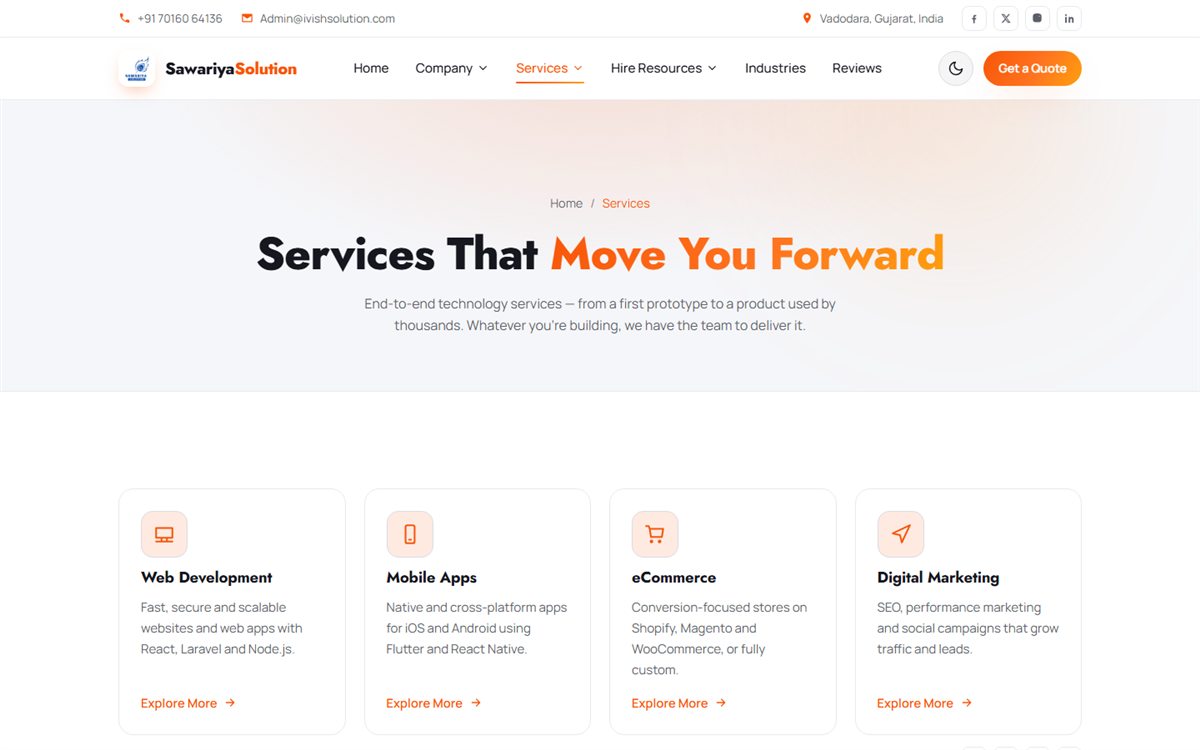 +91 70160 64136
Admin@ivishsolution.com
Vadodara, Gujarat, India
SawariyaSolution
Home
Company
Services
Hire Resources
Industries
Reviews
Get a Quote
Home / Services
Services That Move You Forward
End-to-end technology services — from a first prototype to a product used by
thousands. Whatever you're building, we have the team to deliver it.
Web Development
Fast, secure and scalable
websites and web apps with
React, Laravel and Node.js.
Explore More
Mobile Apps
Native and cross-platform apps
for iOS and Android using
Flutter and React Native.
Explore More
eCommerce
Conversion-focused stores on
Shopify, Magento and
WooCommerce, or fully
custom.
Explore More
Digital Marketing
SEO, performance marketing
and social campaigns that grow
traffic and leads.
Explore More